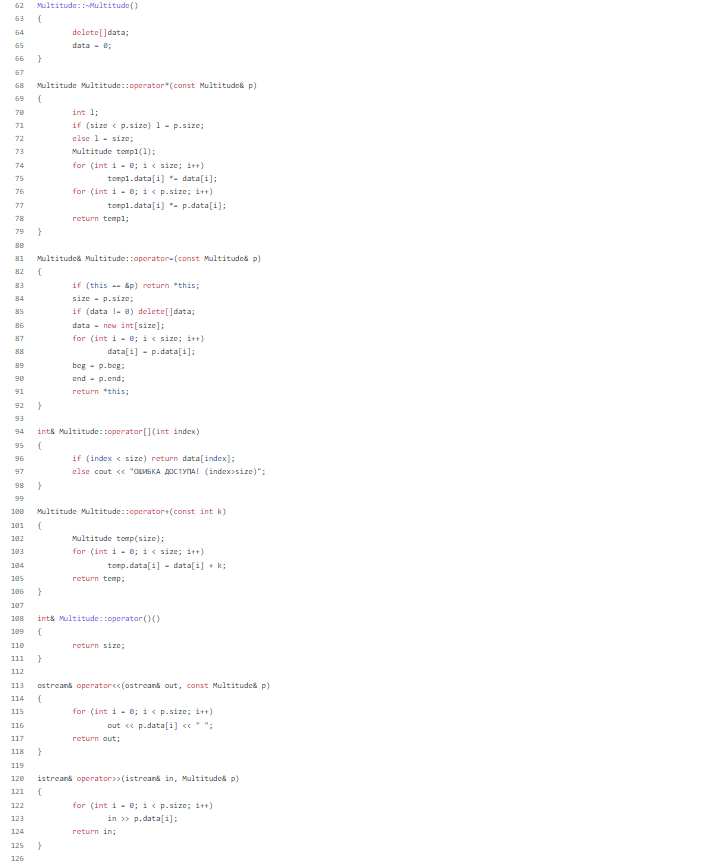 62 Multitude::~Multitude()
63 {
64 delete[]data;
65 data = 0;
66 }
67
68 Multitude Multitude::operator*(const Multitude& p)
69 {
70 int l;
71 if (size < p.size) l = p.size;
72 else l = size;
73 Multitude temp1(l);
74 for (int i = 0; i < size; i++)
75 temp1.data[i] *= data[i];
76 for (int i = 0; i < p.size; i++)
77 temp1.data[i] *= p.data[i];
78 return temp1;
79 }
80
81 Multitude& Multitude::operator=(const Multitude& p)
82 {
83 if (this == &p) return *this;
84 size = p.size;
85 if (data != 0) delete[]data;
86 data = new int[size];
87 for (int i = 0; i < size; i++)
88 data[i] = p.data[i];
89 beg = p.beg;
90 end = p.end;
91 return *this;
92 }
93
94 int& Multitude::operator[](int index)
95 {
96 if (index < size) return data[index];
97 else cout << "ОШИБКА ДОСТУПА! (index>size)";
98 }
99
100 Multitude Multitude::operator+(const int k)
101 {
102 Multitude temp(size);
103 for (int i = 0; i < size; i++)
104 temp.data[i] = data[i] + k;
105 return temp;
106 }
107
108 int& Multitude::operator()()
109 {
110 return size;
111 }
112
113 ostream& operator<<(ostream& out, const Multitude& p)
114 {
115 for (int i = 0; i < p.size; i++)
116 out << p.data[i] << " ";
117 return out;
118 }
119
120 istream& operator>>(istream& in, Multitude& p)
121 {
122 for (int i = 0; i < p.size; i++)
123 in >> p.data[i];
124 return in;
125 }
126